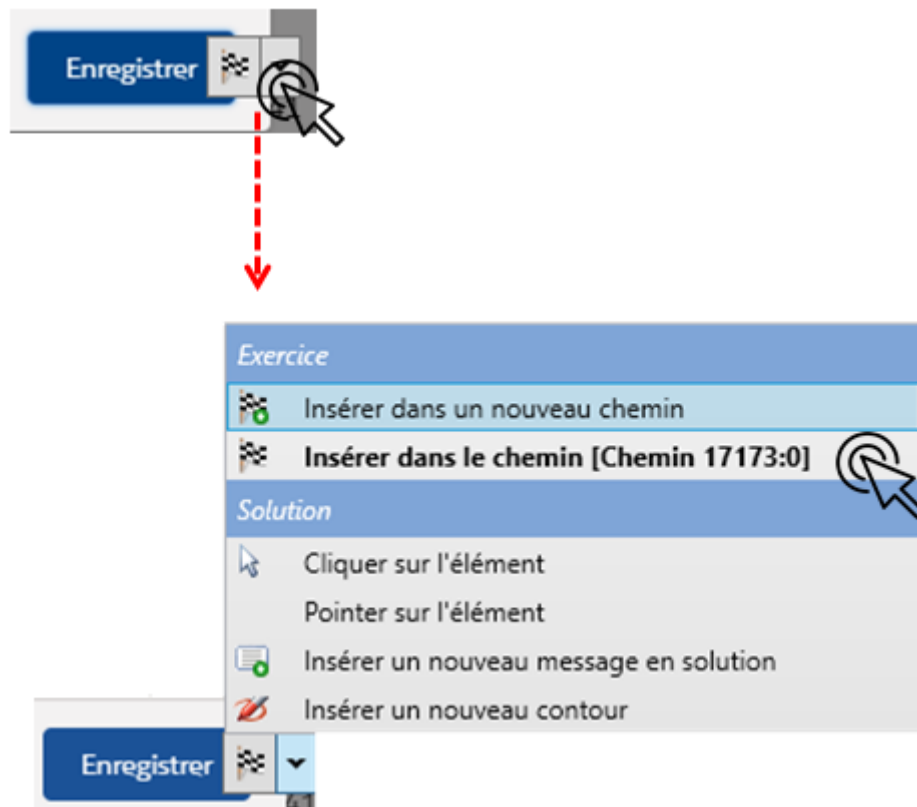 Enregistrer
Exercice
Insérer dans un nouveau chemin
Insérer dans le chemin [Chemin 17173:0]
Solution
Cliquer sur l'élément
Pointer sur l'élément
Insérer un nouveau message en solution
Insérer un nouveau contour
Enregistrer